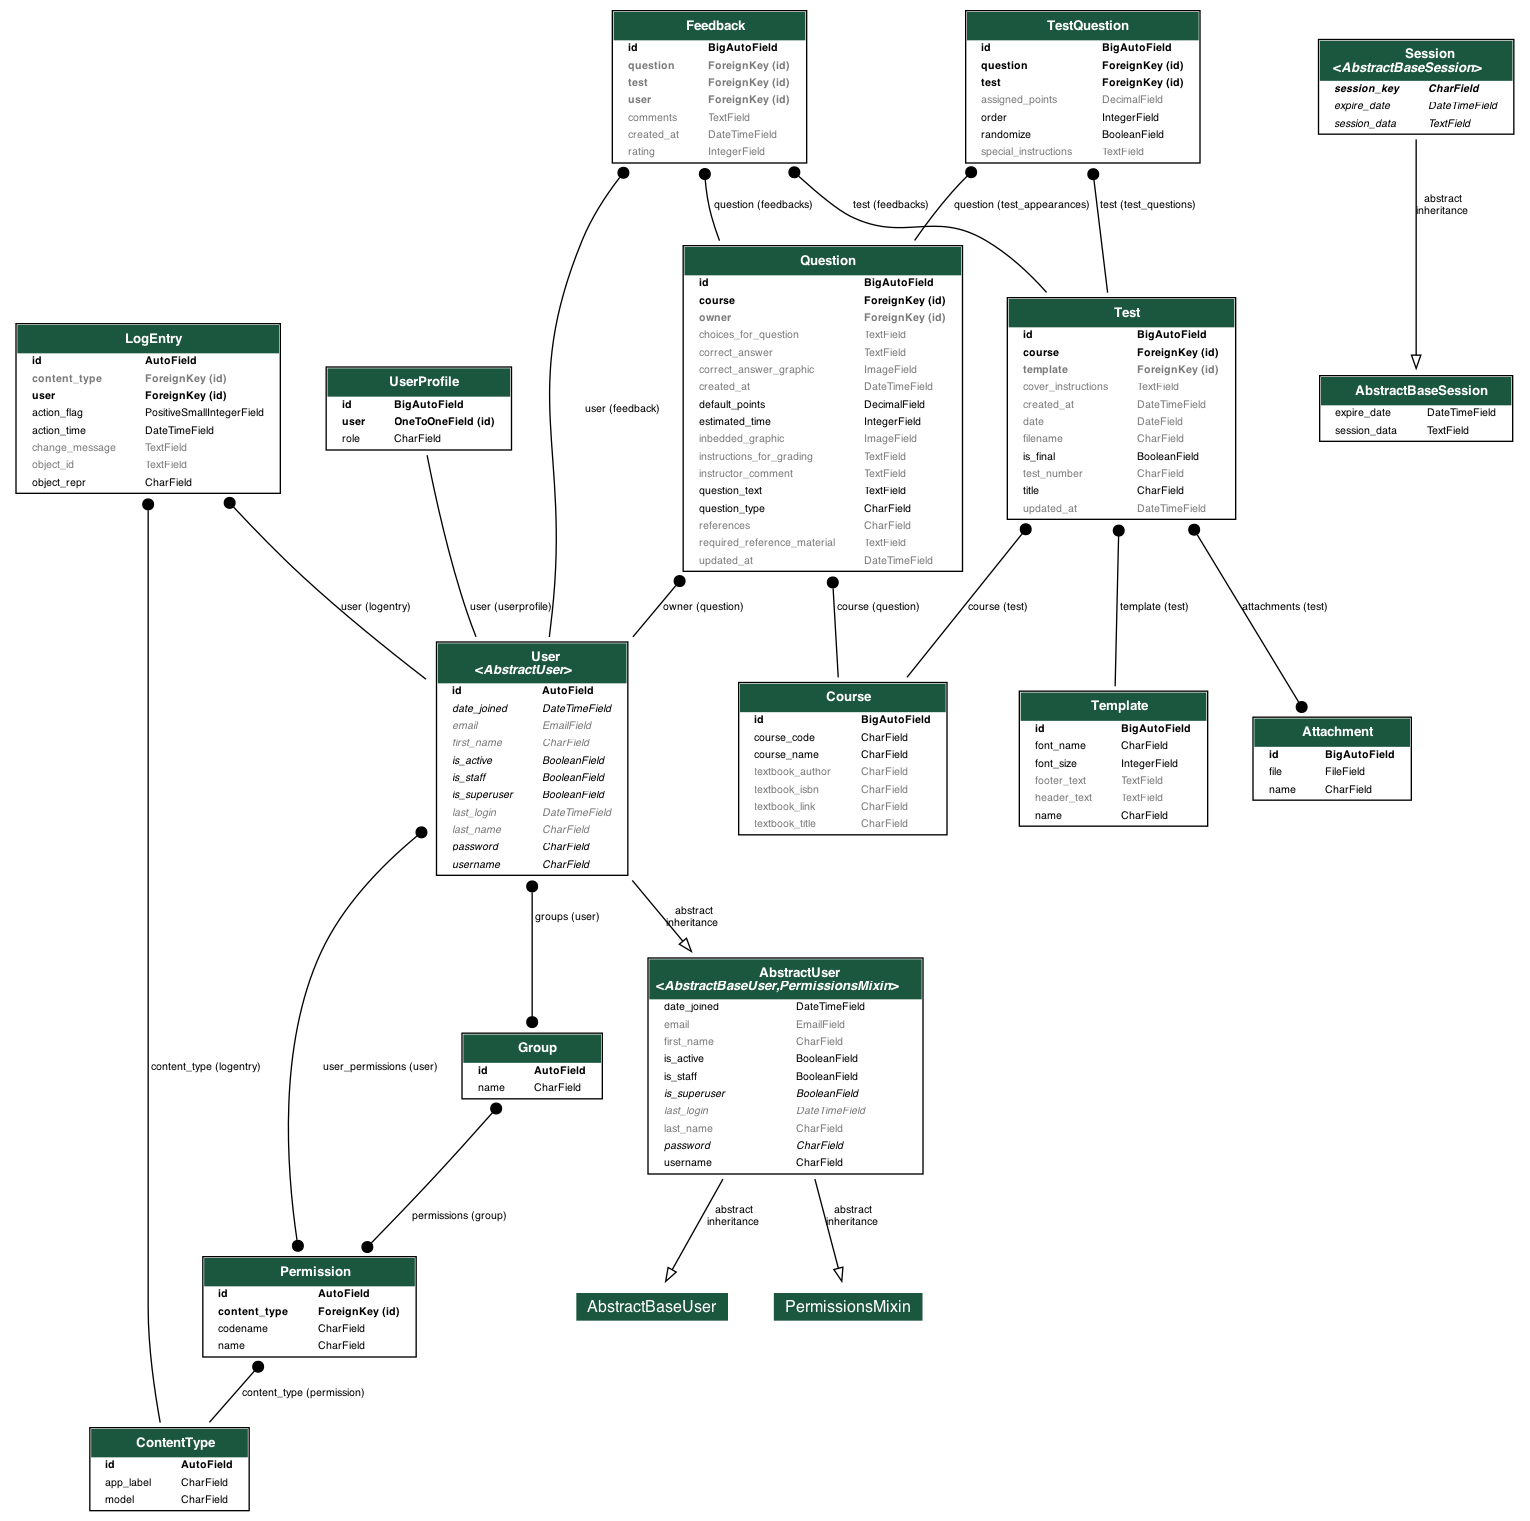 Feedback
id BigAutoField
question ForeignKey (id)
test ForeignKey (id)
user ForeignKey (id)
comments TextField
created_at DateTimeField
rating IntegerField
TestQuestion
id BigAutoField
question ForeignKey (id)
test ForeignKey (id)
assigned_points DecimalField
order IntegerField
randomize BooleanField
special_instructions TextField
Session
<AbstractBaseSession>
session_key CharField
expire_date DateTimeField
session_data TextField
question (feedbacks)
test (feedbacks)
question (test_appearances)
test (test_questions)
abstract
inheritance
Question
id BigAutoField
course ForeignKey (id)
owner ForeignKey (id)
choices_for_question TextField
correct_answer TextField
correct_answer_graphic ImageField
created_at DateTimeField
default_points DecimalField
estimated_time IntegerField
inbedded_graphic ImageField
instructions_for_grading TextField
instructor_comment TextField
question_text TextField
question_type CharField
references CharField
required_reference_material TextField
updated_at DateTimeField
Test
id BigAutoField
course ForeignKey (id)
template ForeignKey (id)
cover_instructions TextField
created_at DateTimeField
date DateField
filename CharField
is_final BooleanField
test_number CharField
title CharField
updated_at DateTimeField
LogEntry
id AutoField
content_type ForeignKey (id)
user ForeignKey (id)
action_flag PositiveSmallIntegerField
action_time DateTimeField
change_message TextField
object_id TextField
object_repr CharField
UserProfile
id BigAutoField
user OneToOneField (id)
role CharField
user (feedback)
AbstractBaseSession
expire_date DateTimeField
session_data TextField
user (logentry)
user (userprofile)
owner (question)
course (question)
course (test)
template (test)
attachments (test)
User
<AbstractUser>
id AutoField
date_joined DateTimeField
email EmailField
first_name CharField
is_active BooleanField
is_staff BooleanField
is_superuser BooleanField
last_login DateTimeField
last_name CharField
password CharField
username CharField
Course
id BigAutoField
course_code CharField
course_name CharField
textbook_author CharField
textbook_isbn CharField
textbook_link CharField
textbook_title CharField
Template
id BigAutoField
font_name CharField
font_size IntegerField
footer_text TextField
header_text TextField
name CharField
Attachment
id BigAutoField
file FileField
name CharField
groups (user)
abstract
inheritance
AbstractUser
<AbstractBaseUser,PermissionsMixin>
date_joined DateTimeField
email EmailField
first_name CharField
is_active BooleanField
is_staff BooleanField
is_superuser BooleanField
last_login DateTimeField
last_name CharField
password CharField
username CharField
Group
id AutoField
name CharField
content_type (logentry)
user_permissions (user)
permissions (group)
abstract
inheritance
abstract
inheritance
Permission
id AutoField
content_type ForeignKey (id)
codename CharField
name CharField
AbstractBaseUser
PermissionsMixin
content_type (permission)
ContentType
id AutoField
app_label CharField
model CharField